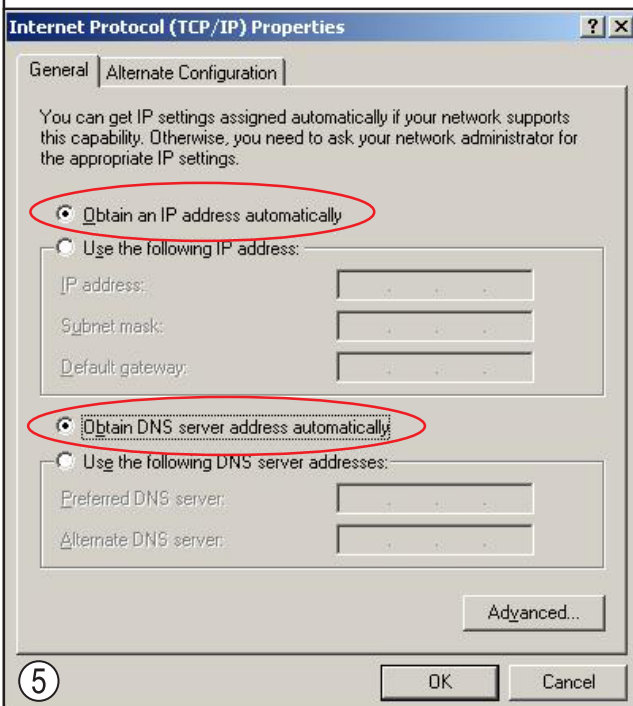 Internet Protocol (TCP/IP) Properties
? X
General Alternate Configuration
You can get IP settings assigned automatically if your network supports
this capability. Otherwise, you need to ask your network administrator for
the appropriate IP settings.
Obtain an IP address automatically
Use the following IP address:
IP address:
Subnet mask:
Default gateway:
Obtain DNS server address automatically
Use the following DNS server addresses:
Preferred DNS server:
Alternate DNS server:
Advanced...
⑤ OK Cancel